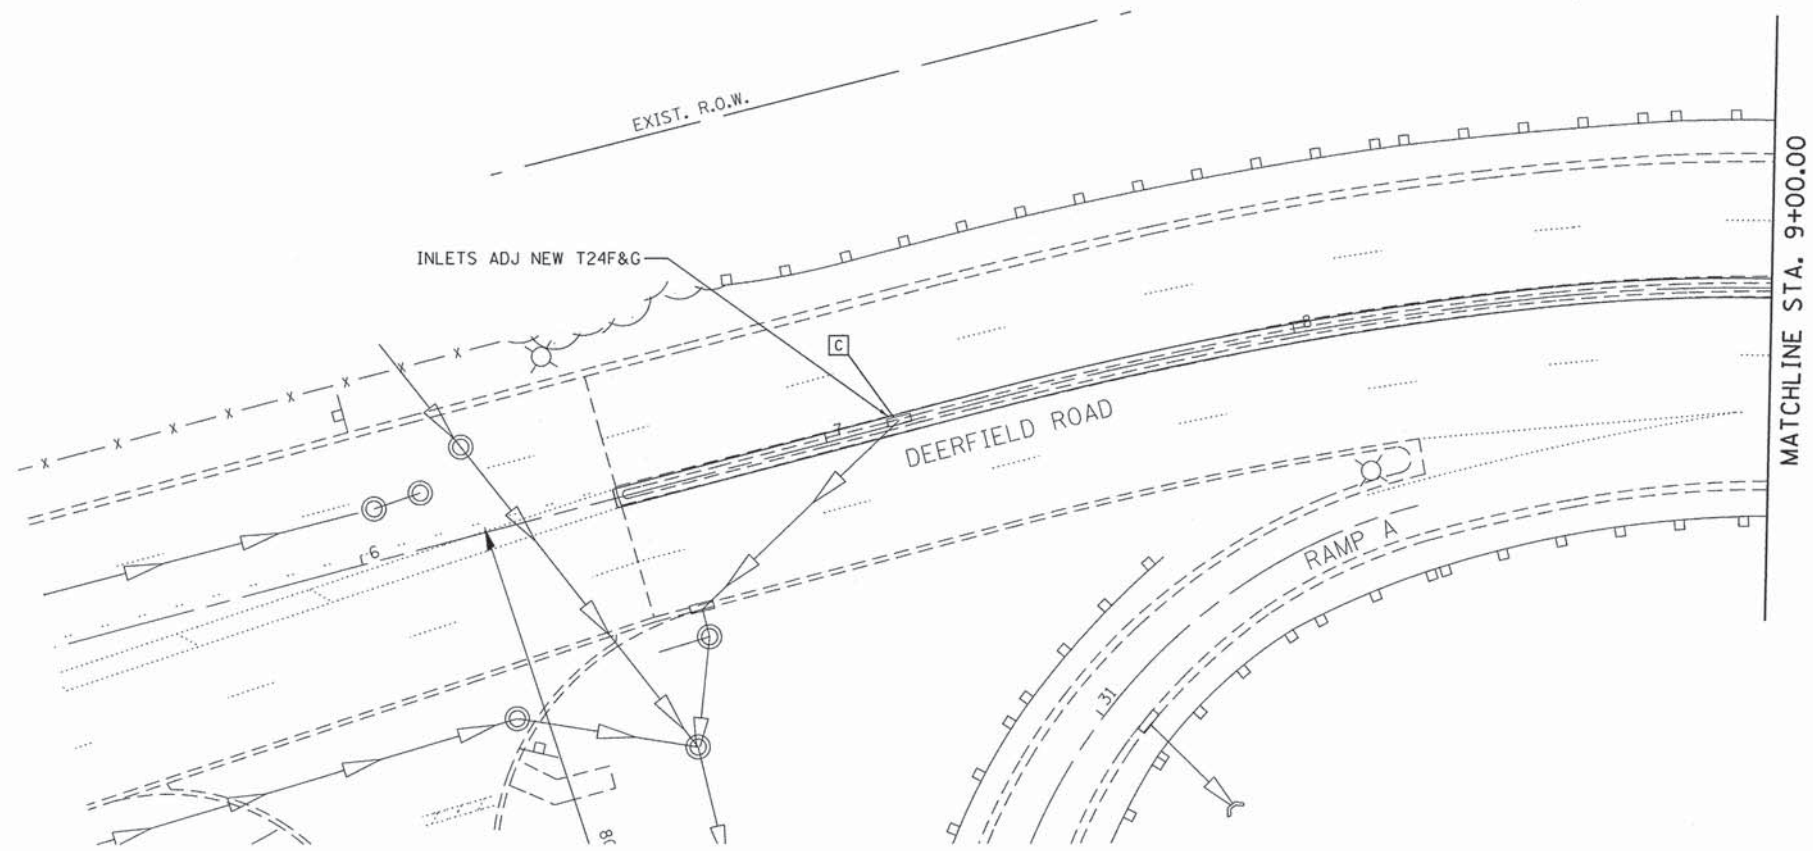 EXIST. R.O.W.
INLETS ADJ NEW T24F&G
C
8
7
DEERFIELD ROAD
6
RAMP A
31
MATCHLINE STA. 9+00.00
X X X X X X X X